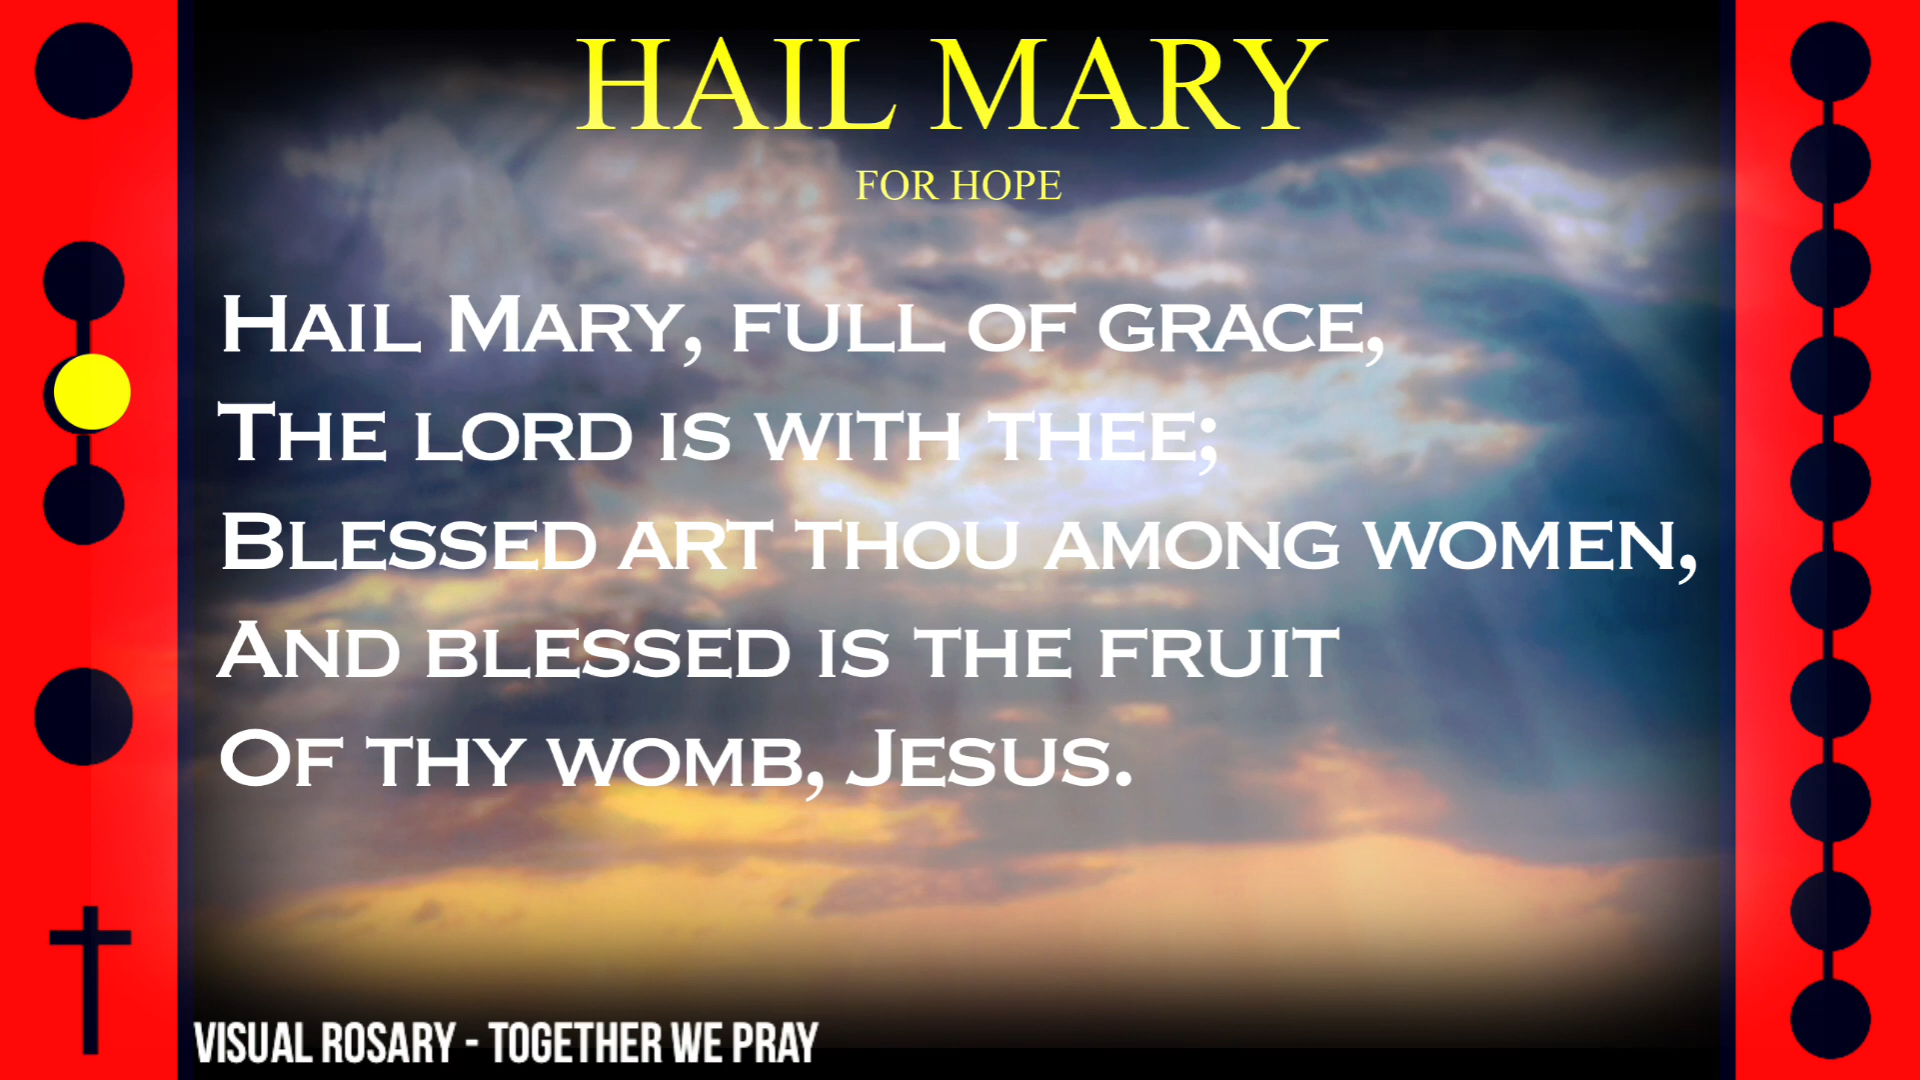 HAIL MARY
FOR HOPE
Hail Mary, full of grace,
The lord is with thee;
Blessed art thou among women,
And blessed is the fruit
Of thy womb, Jesus.
VISUAL ROSARY - TOGETHER WE PRAY